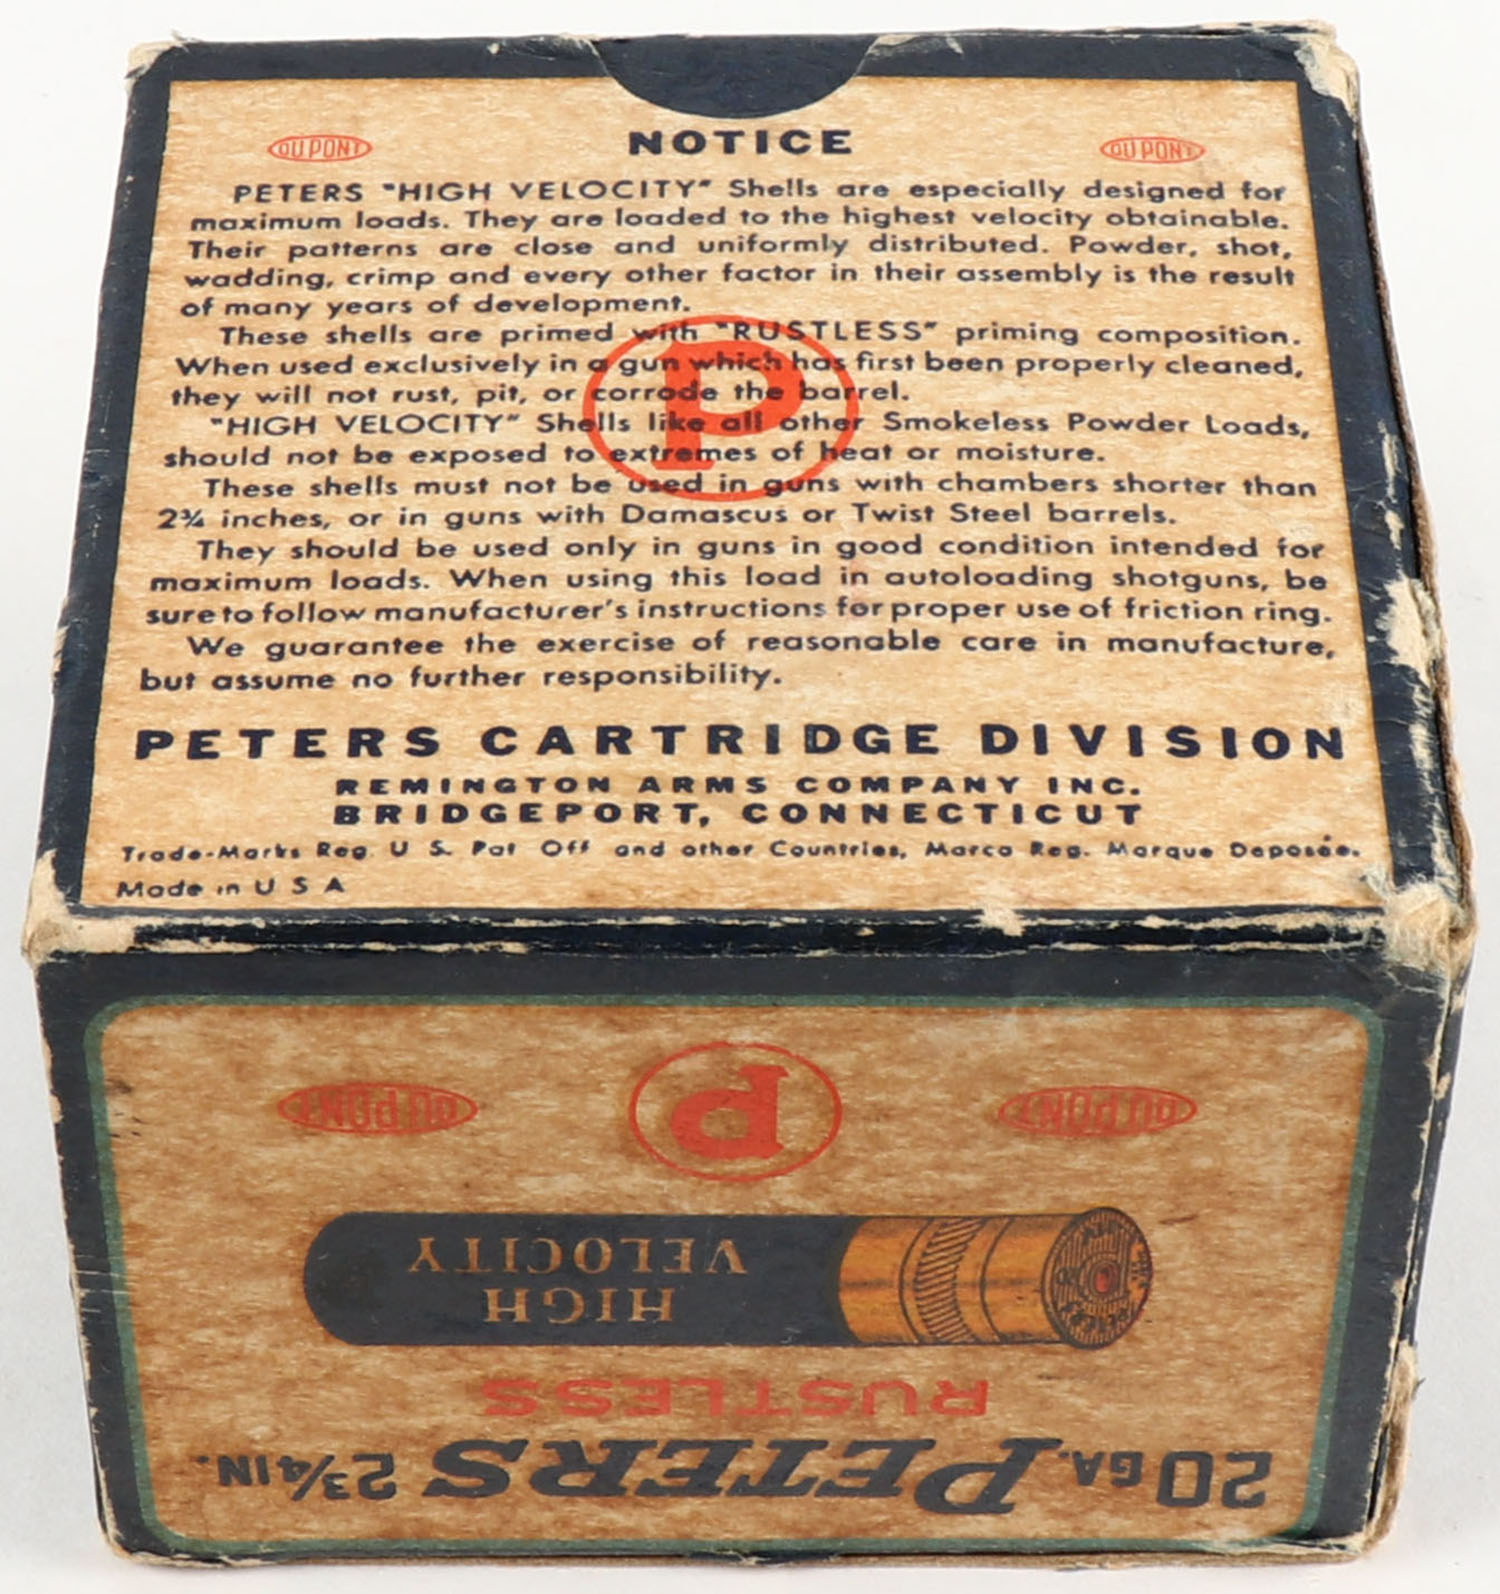 NOTICE
DU PONT
DU PONT
PETERS "HIGH VELOCITY" Shells are especially designed for
maximum loads. They are loaded to the highest velocity obtainable.
Their patterns are close and uniformly distributed. Powder, shot,
wadding, crimp and every other factor in their assembly is the result
of many years of development.
These shells are primed with "RUSTLESS" priming composition.
When used exclusively in a gun which has first been properly cleaned,
they will not rust, pit, or corrode the barrel.
P
"HIGH VELOCITY" Shells like all other Smokeless Powder Loads,
should not be exposed to extremes of heat or moisture.
These shells must not be used in guns with chambers shorter than
2¾ inches, or in guns with Damascus or Twist Steel barrels.
They should be used only in guns in good condition intended for
maximum loads. When using this load in autoloading shotguns, be
sure to follow manufacturer's instructions for proper use of friction ring.
We guarantee the exercise of reasonable care in manufacture,
but assume no further responsibility.
PETERS CARTRIDGE DIVISION
REMINGTON ARMS COMPANY INC.
BRIDGEPORT, CONNECTICUT
Trade-Marks Reg. U S. Pat Off and other Countries, Marca Reg. Marque Deposée.
Made in U S A
20 GA. PETERS 2¾ IN.
RUSTLESS
HIGH
VELOCITY
DU PONT
P
DU PONT